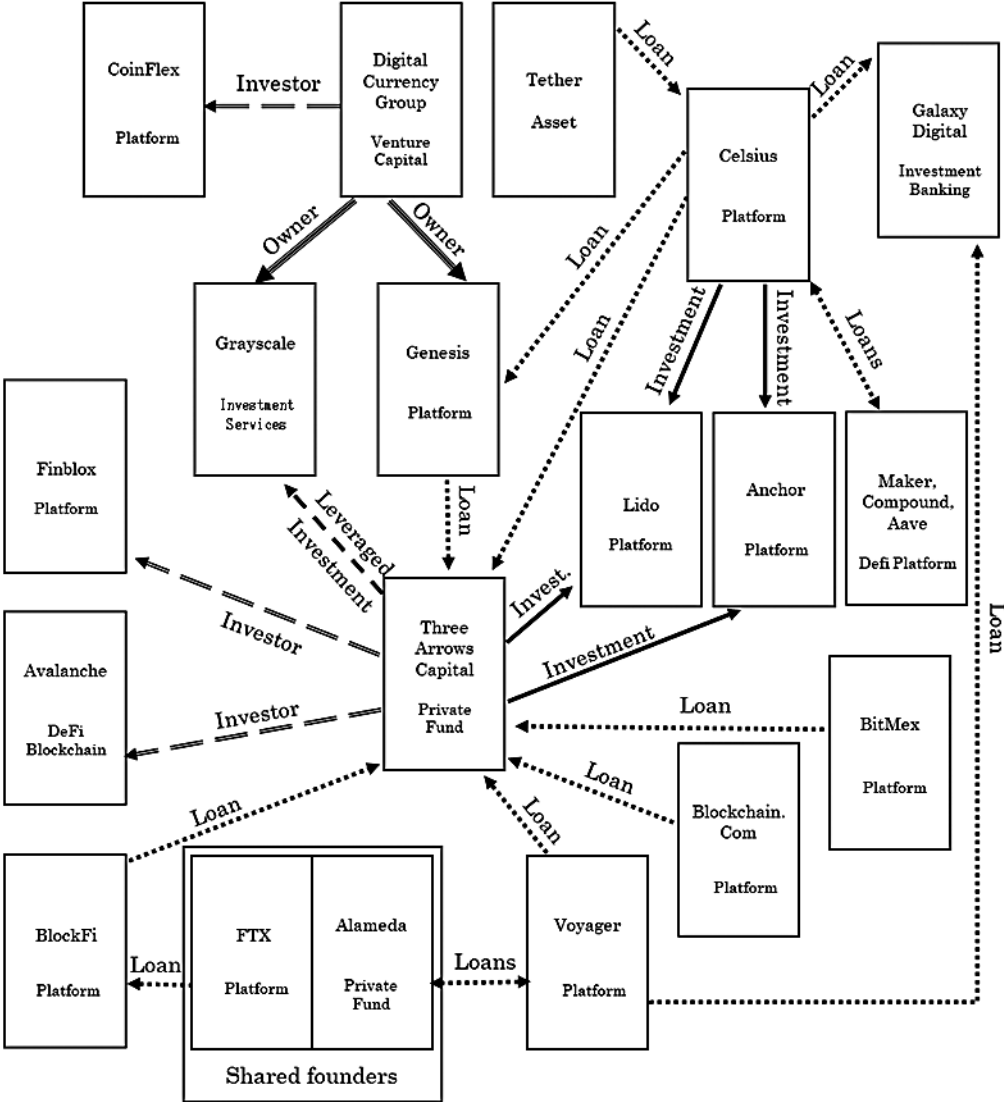 CoinFlex
Platform
Investor
Digital
Currency
Group
Venture
Capital
Tether
Asset
Loan
Celsius
Platform
Loan
Galaxy
Digital
Investment
Banking
Owner
Owner
Loan
Loan
Investment
Investment
Loans
Grayscale
Investment
Services
Genesis
Platform
Finblox
Platform
Lido
Platform
Anchor
Platform
Maker,
Compound,
Aave
Defi Platform
Leveraged
Investment
Loan
Invest.
Investment
Investor
Three
Arrows
Capital
Private
Fund
Loan
Avalanche
DeFi
Blockchain
Investor
Loan
BitMex
Platform
Loan
Blockchain.
Com
Platform
Loan
Loan
BlockFi
Platform
Loan
FTX
Platform
Alameda
Private
Fund
Loans
Voyager
Platform
Shared founders